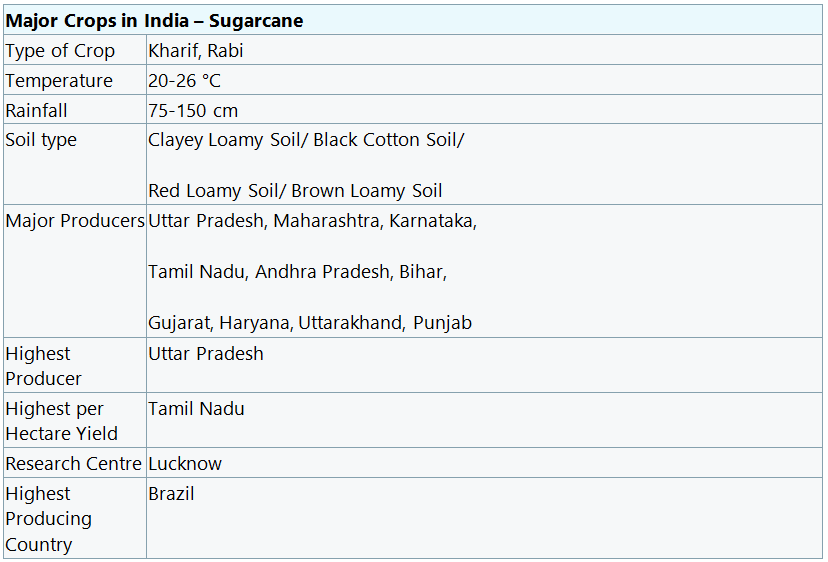 Major Crops in India – Sugarcane
Type of Crop Kharif, Rabi
Temperature 20-26 °C
Rainfall 75-150 cm
Soil type Clayey Loamy Soil/ Black Cotton Soil/
Red Loamy Soil/ Brown Loamy Soil
Major Producers Uttar Pradesh, Maharashtra, Karnataka,
Tamil Nadu, Andhra Pradesh, Bihar,
Gujarat, Haryana, Uttarakhand, Punjab
Highest Uttar Pradesh
Producer
Highest per Tamil Nadu
Hectare Yield
Research Centre Lucknow
Highest Brazil
Producing
Country